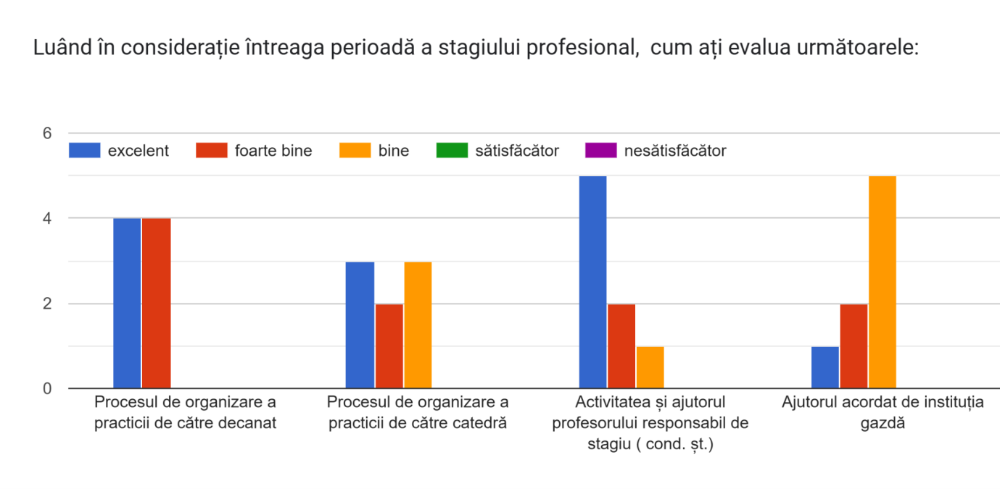 Luând în considerație întreaga perioadă a stagiului profesional,  cum ați evalua următoarele:
6
excelent foarte bine bine sătisfăcător nesătisfăcător
4
2
0
Procesul de organizare a
practicii de către decanat
Procesul de organizare a
practicii de către catedră
Activitatea și ajutorul
profesorului responsabil de
stagiu ( cond. șt.)
Ajutorul acordat de instituția
gazdă